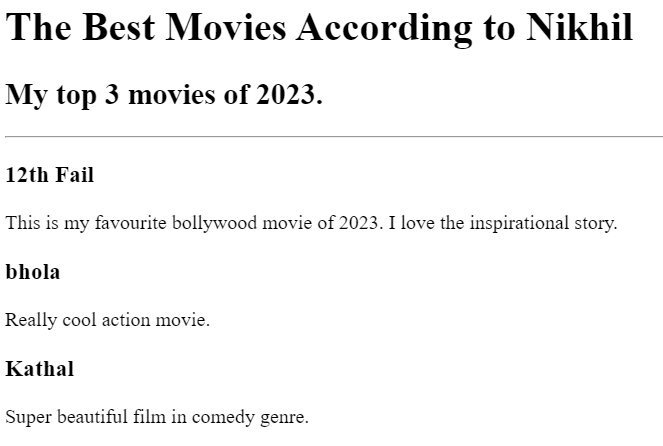 The Best Movies According to Nikhil
My top 3 movies of 2023.
12th Fail
This is my favourite bollywood movie of 2023. I love the inspirational story.
bhola
Really cool action movie.
Kathal
Super beautiful film in comedy genre.